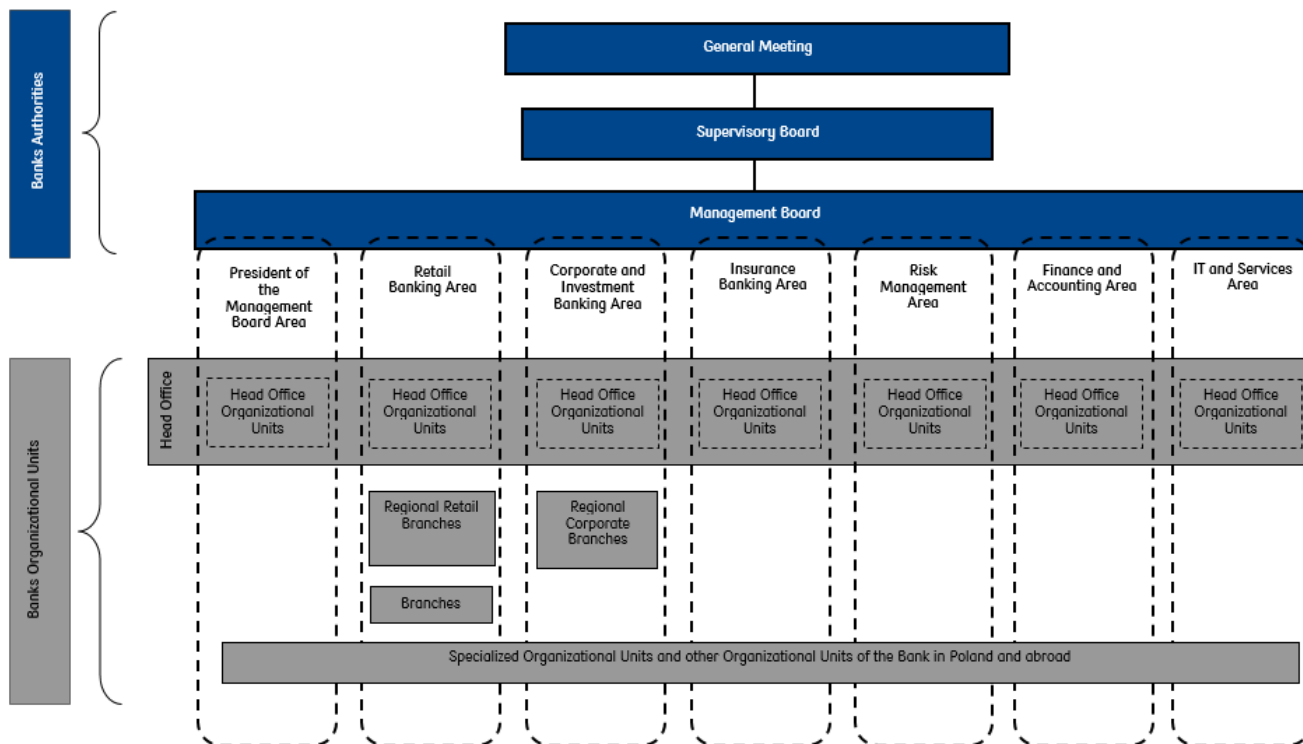 Banks Authorities
General Meeting
Supervisory Board
Management Board
President of
the
Management
Board Area
Retail
Banking Area
Corporate and
Investment
Banking Area
Insurance
Banking Area
Risk
Management
Area
Finance and
Accounting Area
IT and Services
Area
Banks Organizational Units
Head Office
Head Office
Organizational
Units
Head Office
Organizational
Units
Head Office
Organizational
Units
Head Office
Organizational
Units
Head Office
Organizational
Units
Head Office
Organizational
Units
Head Office
Organizational
Units
Regional Retail
Branches
Regional
Corporate
Branches
Branches
Specialized Organizational Units and other Organizational Units of the Bank in Poland and abroad